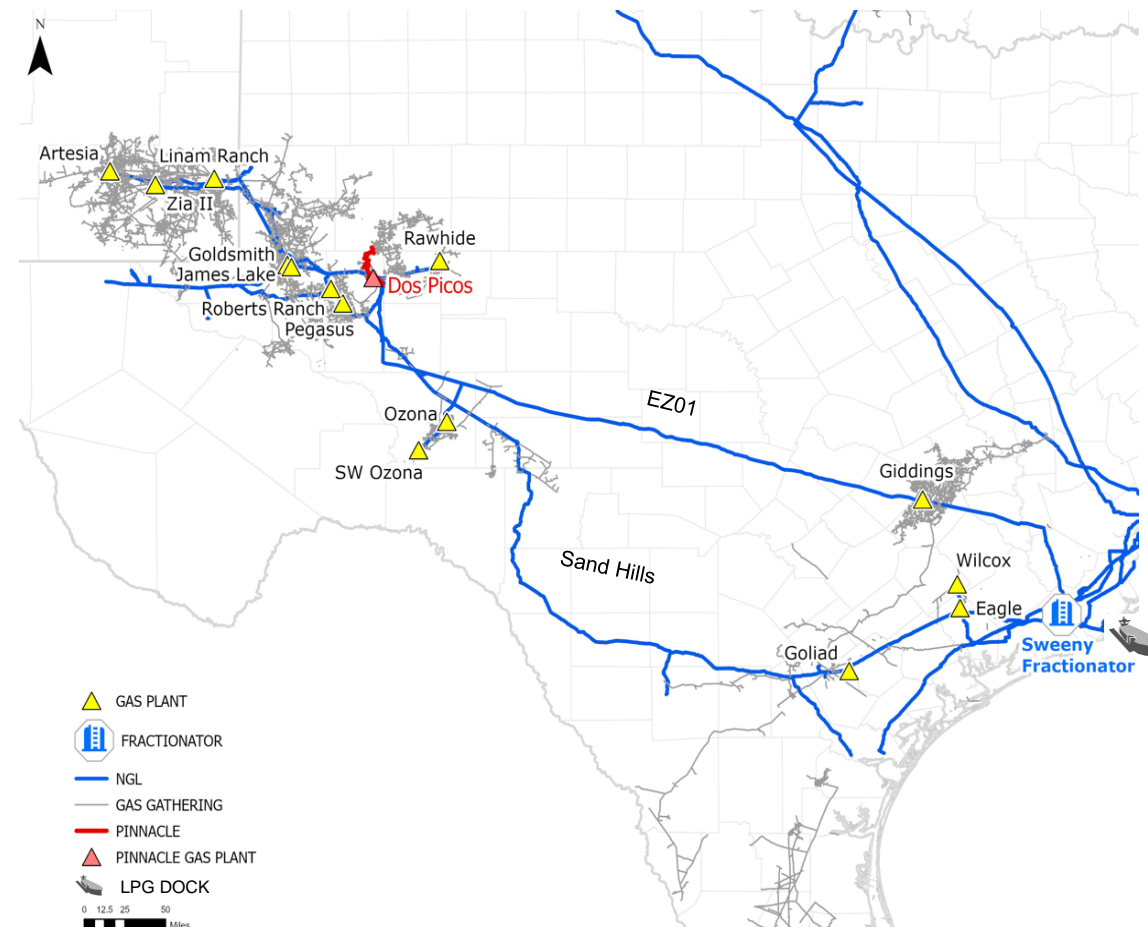 N
Artesia
Linam Ranch
Zia II
Goldsmith
James Lake
Rawhide
Dos Picos
Roberts Ranch
Pegasus
EZ01
Ozona
SW Ozona
Giddings
Sand Hills
Wilcox
Eagle
Goliad
Sweeny
Fractionator
GAS PLANT
FRACTIONATOR
NGL
GAS GATHERING
PINNACLE
PINNACLE GAS PLANT
LPG DOCK
0 12.5 25 50
Miles